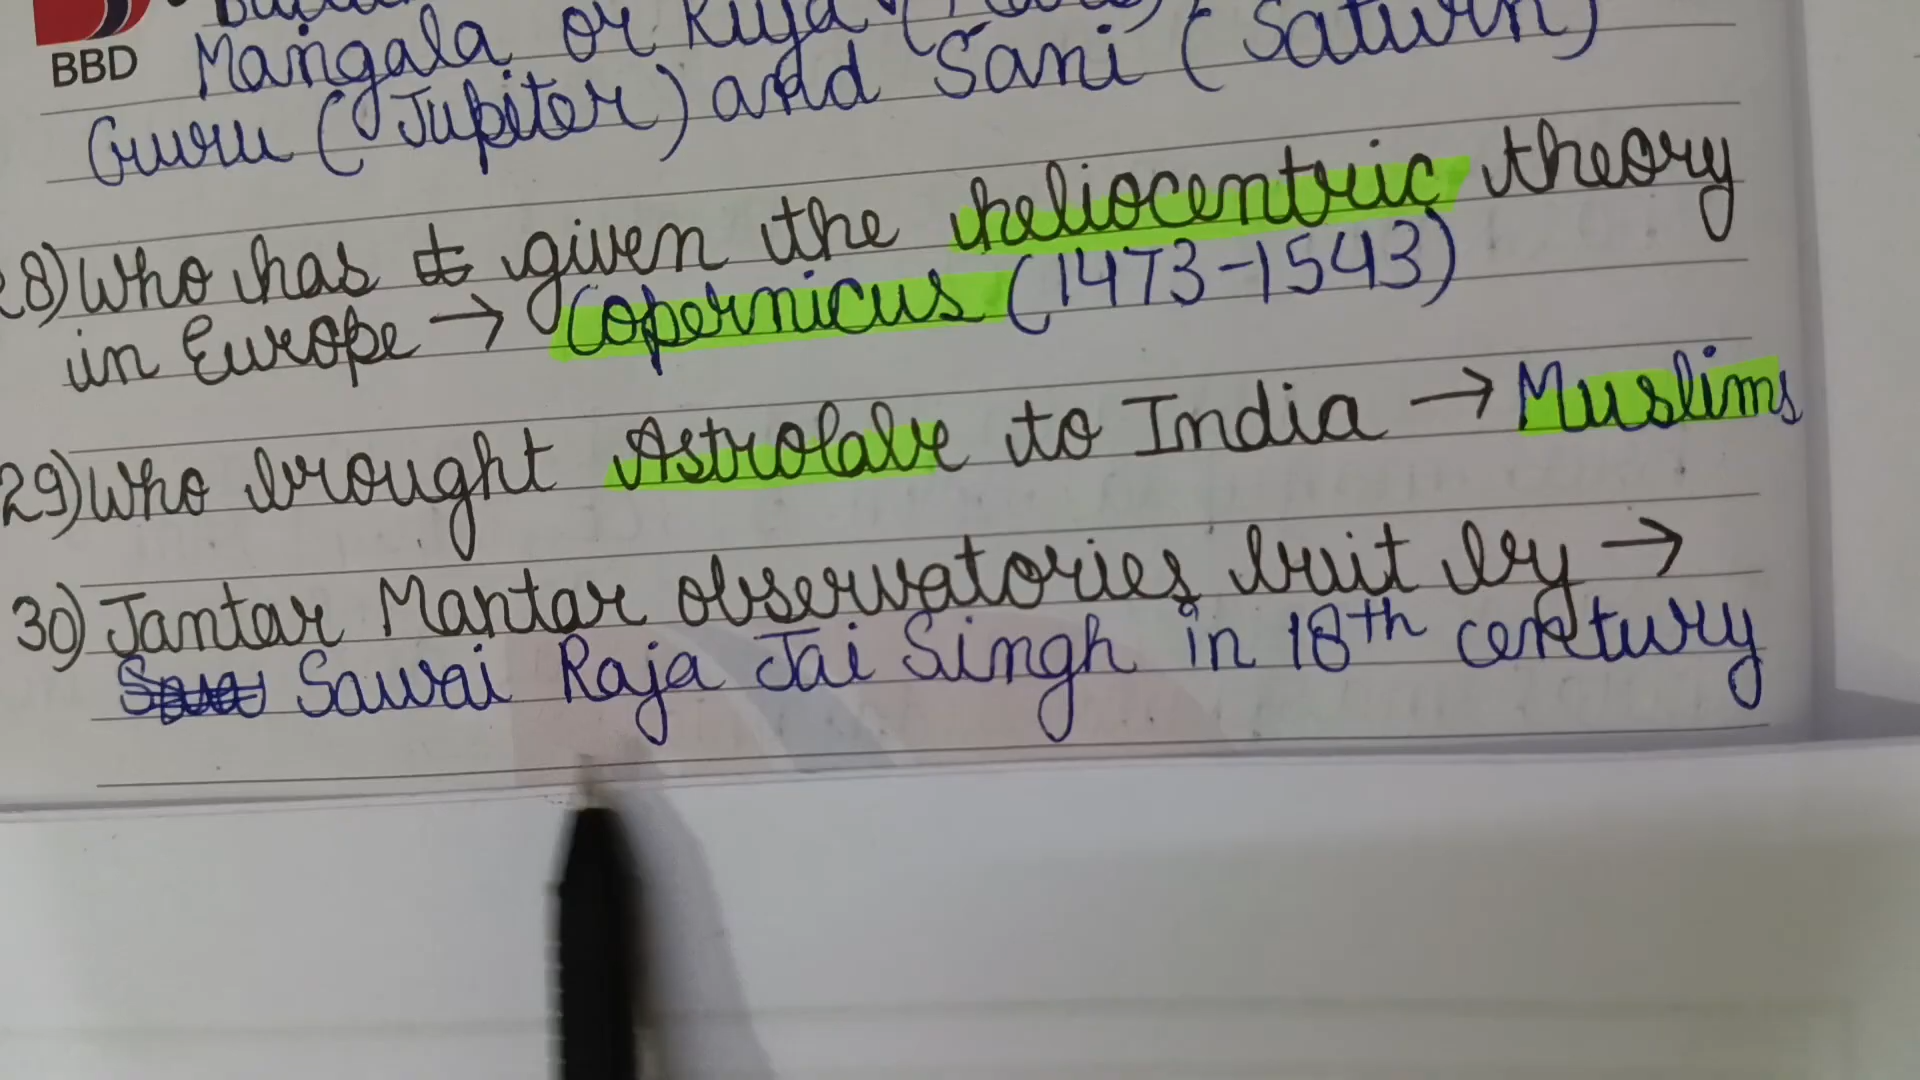 BBD
Mangala or Kuja
Guru (Jupiter) and Sani (Saturn)
28) Who has given the heliocentric theory
in Europe → Copernicus (1473-1543)
29) Who brought Astrolabe to India → Muslims
30) Jantar Mantar observatories buit by →
Sawai Raja Jai Singh in 18th century